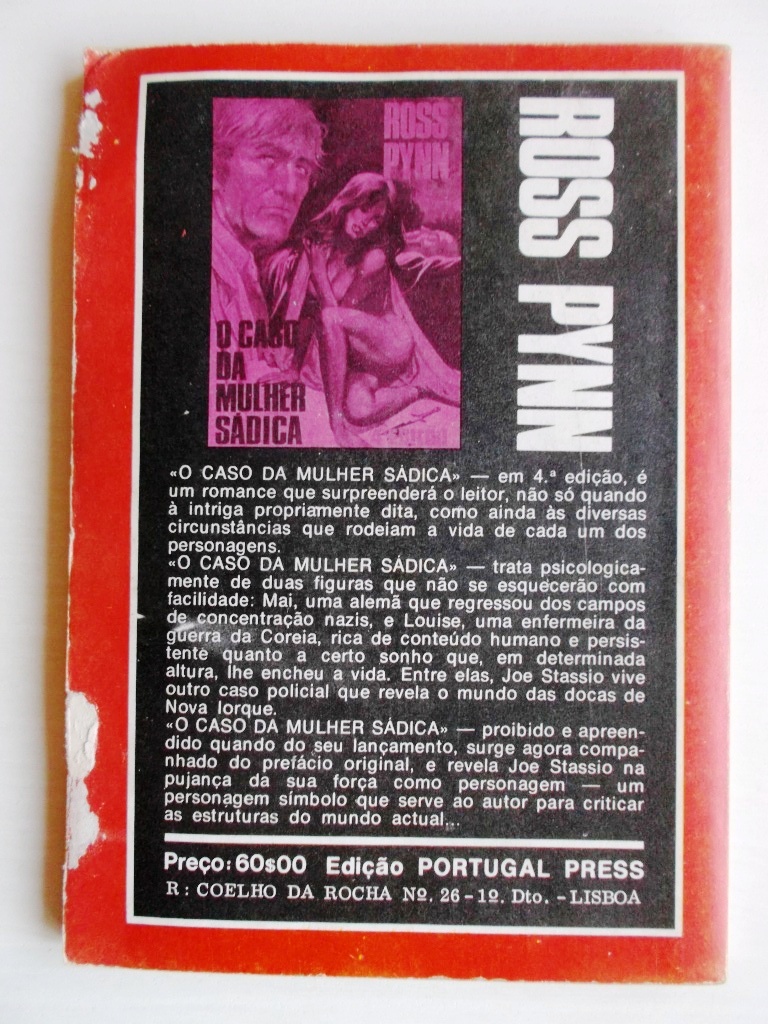 ROSS
PYNN
O CASO
DA
MULHER
SÁDICA
ROSS PYNN
«O CASO DA MULHER SÁDICA» — em 4.ª edição, é
um romance que surpreenderá o leitor, não só quando
à intriga propriamente dita, como ainda às diversas
circunstâncias que rodeiam a vida de cada um dos
personagens.
«O CASO DA MULHER SÁDICA» — trata psicologica-
mente de duas figuras que não se esquecerão com
facilidade: Mai, uma alemã que regressou dos campos
de concentração nazis, e Louise, uma enfermeira da
guerra da Coreia, rica de conteúdo humano e persis-
tente quanto a certo sonho que, em determinada
altura, lhe encheu a vida. Entre elas, Joe Stassio vive
outro caso policial que revela o mundo das docas de
Nova Iorque.
«O CASO DA MULHER SÁDICA» — proibido e apreen-
dido quando do seu lançamento, surge agora compa-
nhado do prefácio original, e revela Joe Stassio na
pujança da sua força como personagem — um
personagem símbolo que serve ao autor para criticar
as estruturas do mundo actual...
Preço: 60$00 Edição PORTUGAL PRESS
R: COELHO DA ROCHA Nº. 26-1º. Dto. - LISBOA